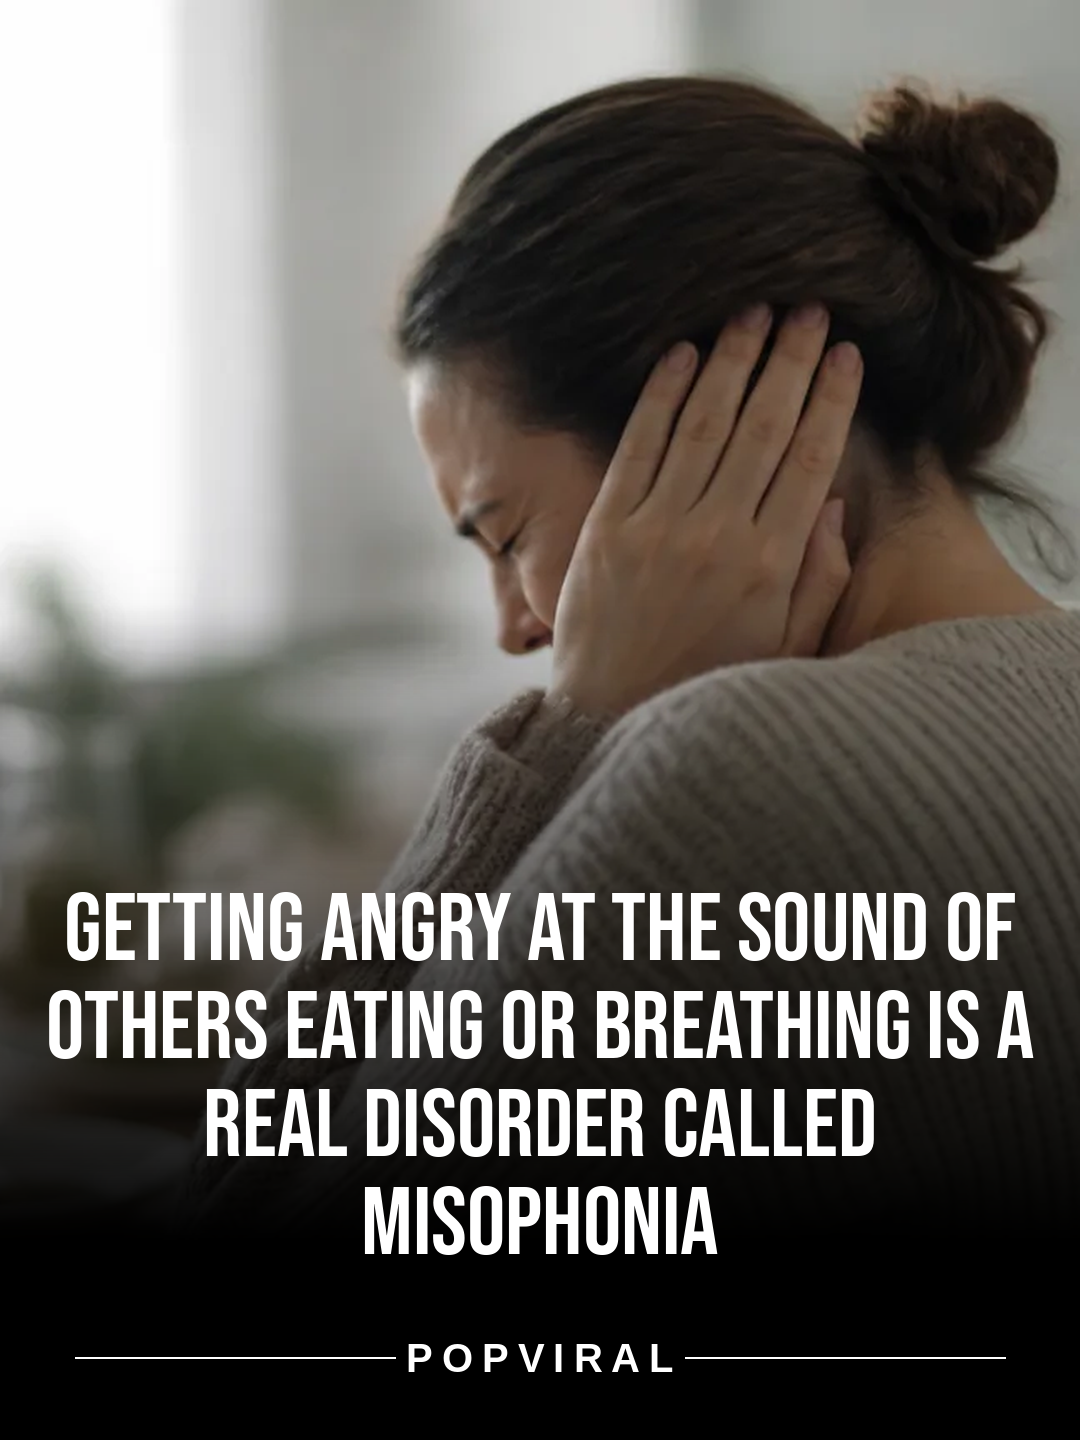 GETTING ANGRY AT THE SOUND OF
OTHERS EATING OR BREATHING IS A
REAL DISORDER CALLED
MISOPHONIA
POPVIRAL